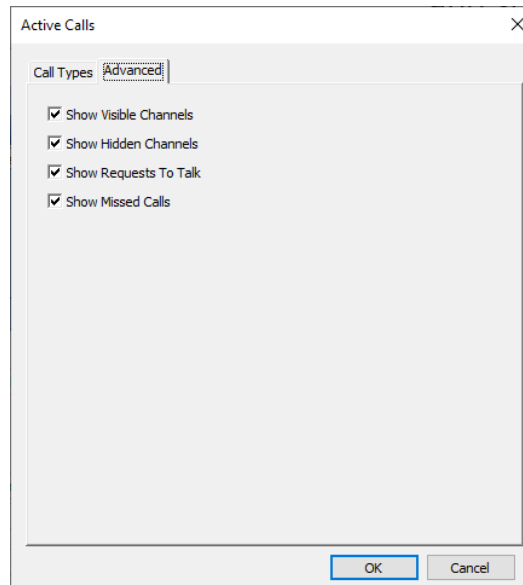 Active Calls
Call Types Advanced
Show Visible Channels
Show Hidden Channels
Show Requests To Talk
Show Missed Calls
OK Cancel